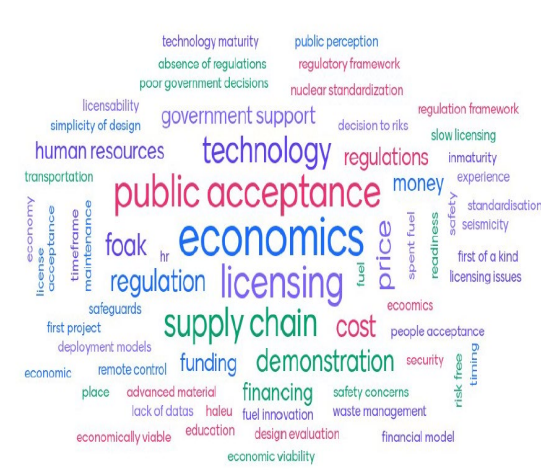 technology maturity
public perception
absence of regulations
regulatory framework
poor government decisions
nuclear standardization
licensability
government support
regulation framework
simplicity of design
decision to riks
slow licensing
human resources
technology
regulations
inmaturity
transportation
public acceptance
money
experience
economy
license
acceptance
timeframe
maintenance
foak
hr
economics
price
fuel
spent fuel
readiness
safety
standardisation
seismicity
first of a kind
regulation
licensing
licensing issues
safeguards
supply chain
cost
ecoomics
first project
people acceptance
deployment models
economic
remote control
funding
demonstration
security
risk free
timing
place
advanced material
financing
safety concerns
lack of datas
haleu
fuel innovation
waste management
economically viable
education
design evaluation
financial model
economic viability